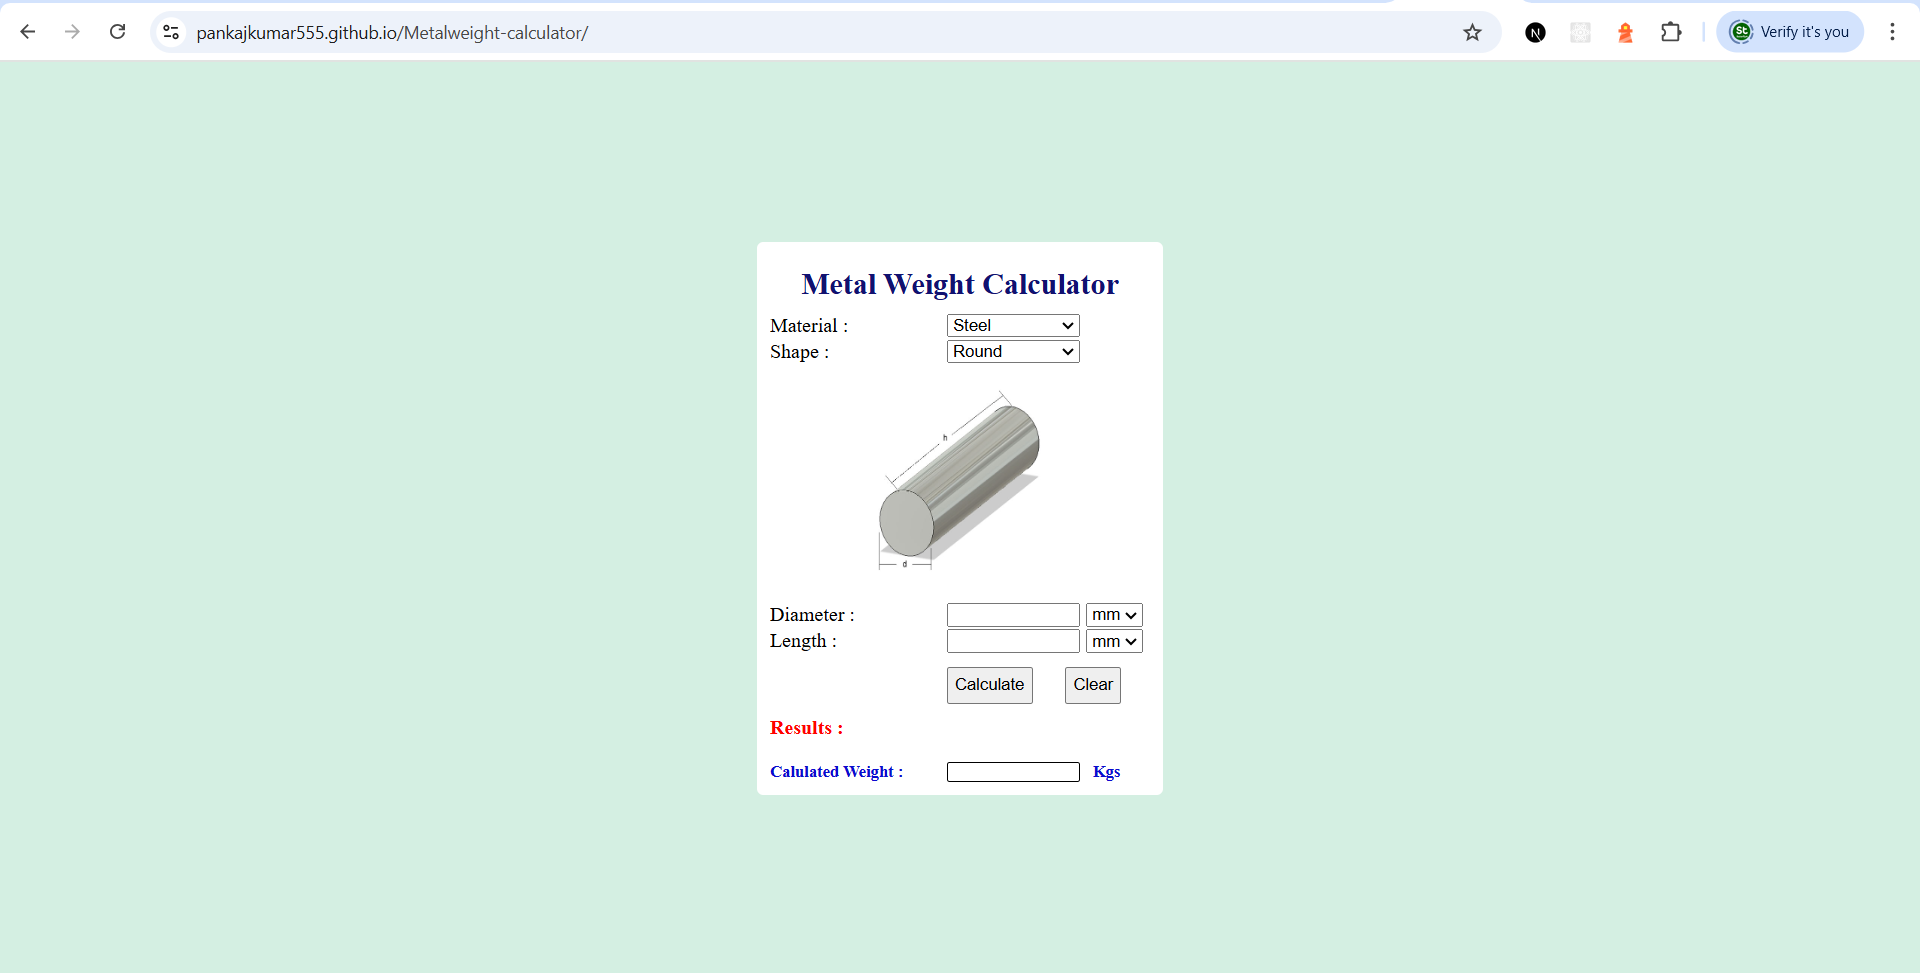 pankajkumar555.github.io/Metalweight-calculator/
N
St
Verify it's you
Metal Weight Calculator
Material : Steel
Shape : Round
h
d
Diameter : mm
Length : mm
Calculate Clear
Results :
Calulated Weight : Kgs